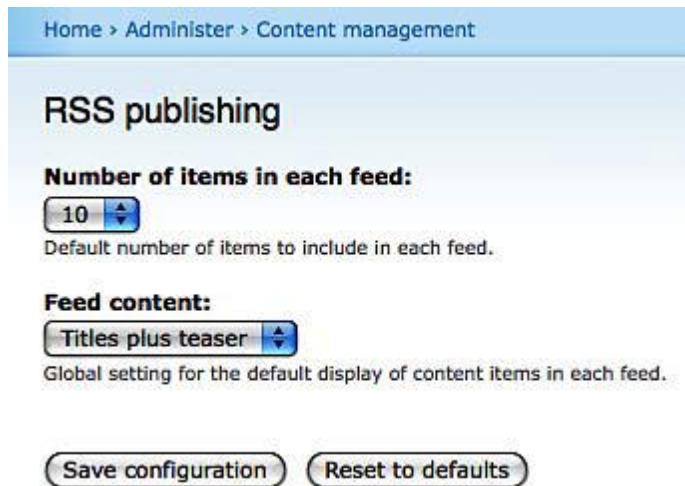 Home › Administer › Content management
RSS publishing
Number of items in each feed:
10
Default number of items to include in each feed.
Feed content:
Titles plus teaser
Global setting for the default display of content items in each feed.
Save configuration Reset to defaults